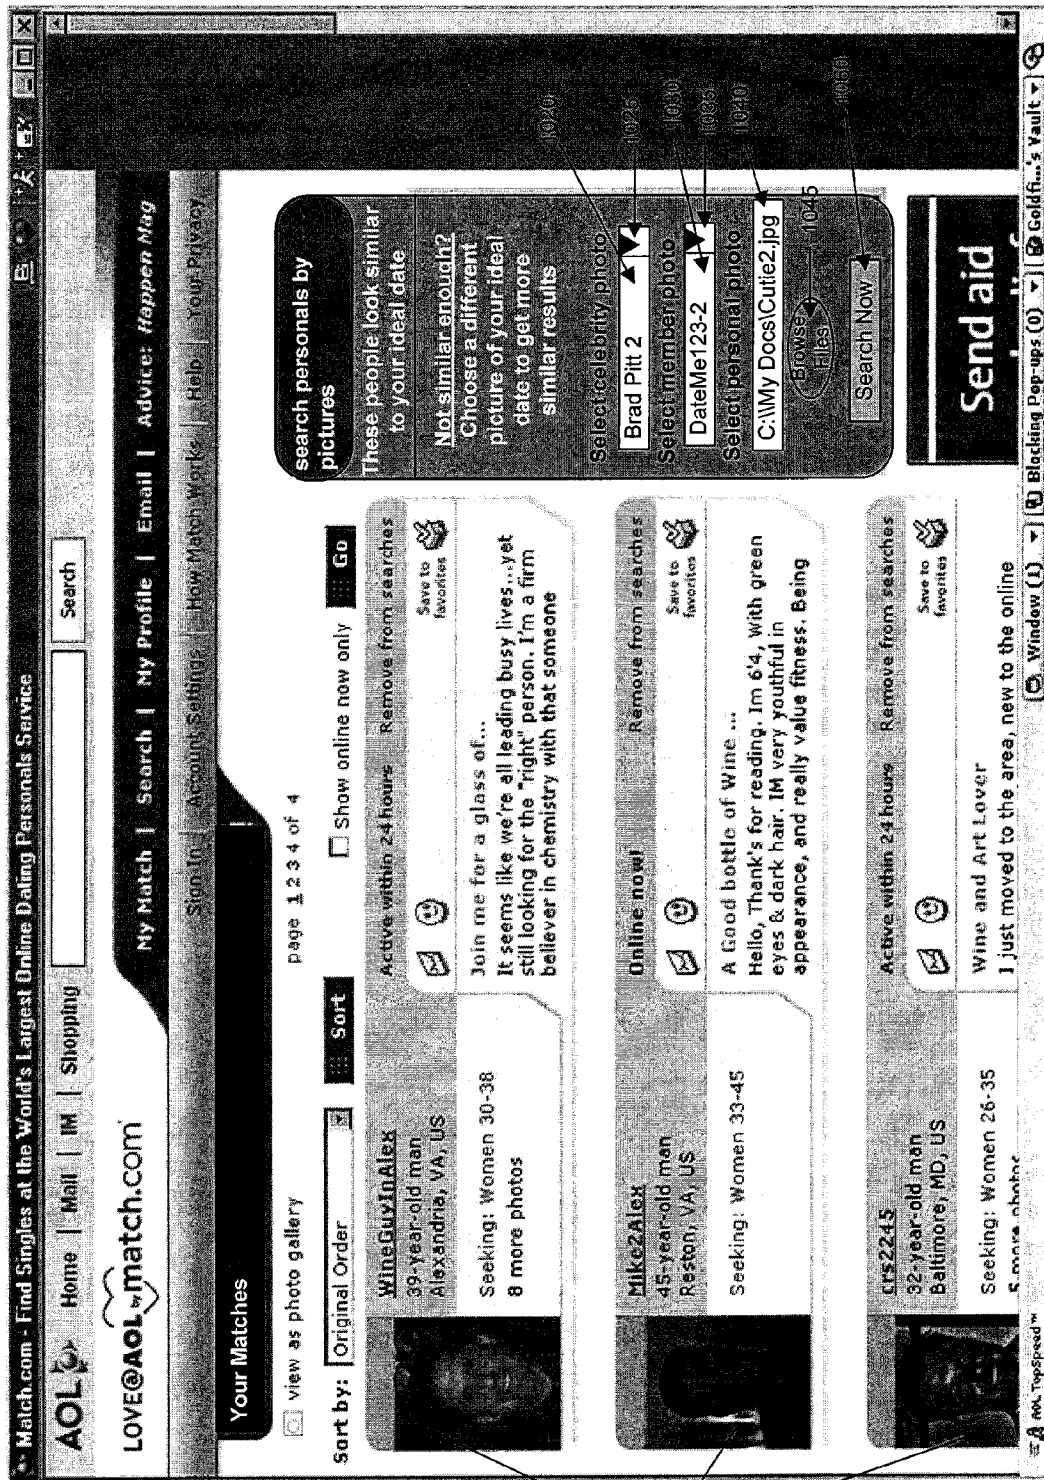 Match.com - Find Singles at the World's Largest Online Dating Personals Service
AOL Home | Mail | IM | Shopping Search
LOVE@AOL by match.com
My Match | Search | My Profile | Email | Advice: Happen Mag
Sign In Account Settings How Match Works Help Your Privacy
Your Matches
view as photo gallery page 1 2 3 4 of 4
Sort by: Original Order Sort Show online now only Go
WineGuyInAlex
39-year-old man
Alexandria, VA, US
Seeking: Women 30-38
8 more photos
Active within 24 hours Remove from searches
Save to
favorites
Join me for a glass of...
It seems like we're all leading busy lives...yet
still looking for the "right" person. I'm a firm
believer in chemistry with that someone
Mike2Alex
45-year-old man
Reston, VA, US
Seeking: Women 33-45
Online now! Remove from searches
Save to
favorites
A Good bottle of Wine ...
Hello, Thank's for reading. Im 6'4, With green
eyes & dark hair. IM very youthful in
appearance, and really value fitness. Being
crs2245
32-year-old man
Baltimore, MD, US
Seeking: Women 26-35
5 more photos
Active within 24 hours Remove from searches
Save to
favorites
Wine and Art Lover
I just moved to the area, new to the online
search personals by
pictures
These people look similar
to your ideal date
Not similar enough?
Choose a different
picture of your ideal
date to get more
similar results
Select celebrity photo
Brad Pitt 2
Select member photo
DateMe123-2
Select personal photo
C:\\My Docs\Cutie2.jpg
Browse
Files
Search Now
1020
1025
1030
1035
1040
1045
1050
Send aid
AOL TopSpeed™ Window (1) Blocking Pop-ups (0) Goldfi...'s Vault